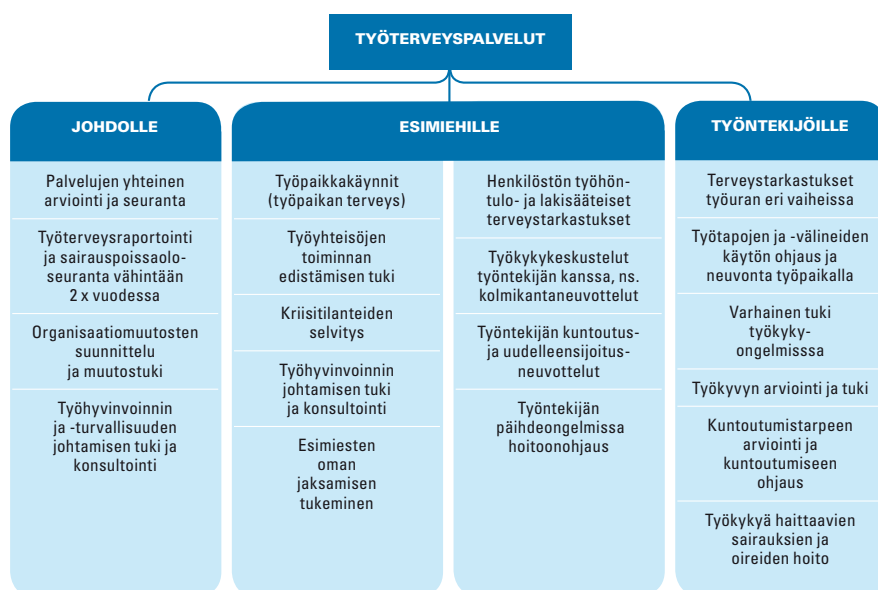 TYÖTERVEYSPALVELUT
JOHDOLLE
Palvelujen yhteinen
arviointi ja seuranta
Työterveysraportointi
ja sairauspoissaolo-
seuranta vähintään
2 x vuodessa
Organisaatiomuutosten
suunnittelu
ja muutostuki
Työhyvinvoinnin
ja -turvallisuuden
johtamisen tuki ja
konsultointi
ESIMIEHILLE
Työpaikkakäynnit
(työpaikan terveys)
Työyhteisöjen
toiminnan
edistämisen tuki
Kriisitilanteiden
selvitys
Työhyvinvoinnin
johtamisen tuki
ja konsultointi
Esimiesten
oman
jaksamisen
tukeminen
Henkilöstön työhön-
tulo- ja lakisääteiset
terveystarkastukset
Työkykykeskustelut
työntekijän kanssa, ns.
kolmikantaneuvottelut
Työntekijän kuntoutus-
ja uudelleensijoitus-
neuvottelut
Työntekijän
päihdeongelmissa
hoitoonohjaus
TYÖNTEKIJÖILLE
Terveystarkastukset
työuran eri vaiheissa
Työtapojen ja -välineiden
käytön ohjaus ja
neuvonta työpaikalla
Varhainen tuki
työkyky-
ongelmisssa
Työkyvyn arviointi ja tuki
Kuntoutumistarpeen
arviointi ja
kuntoutumiseen
ohjaus
Työkykyä haittaavien
sairauksien ja
oireiden hoito